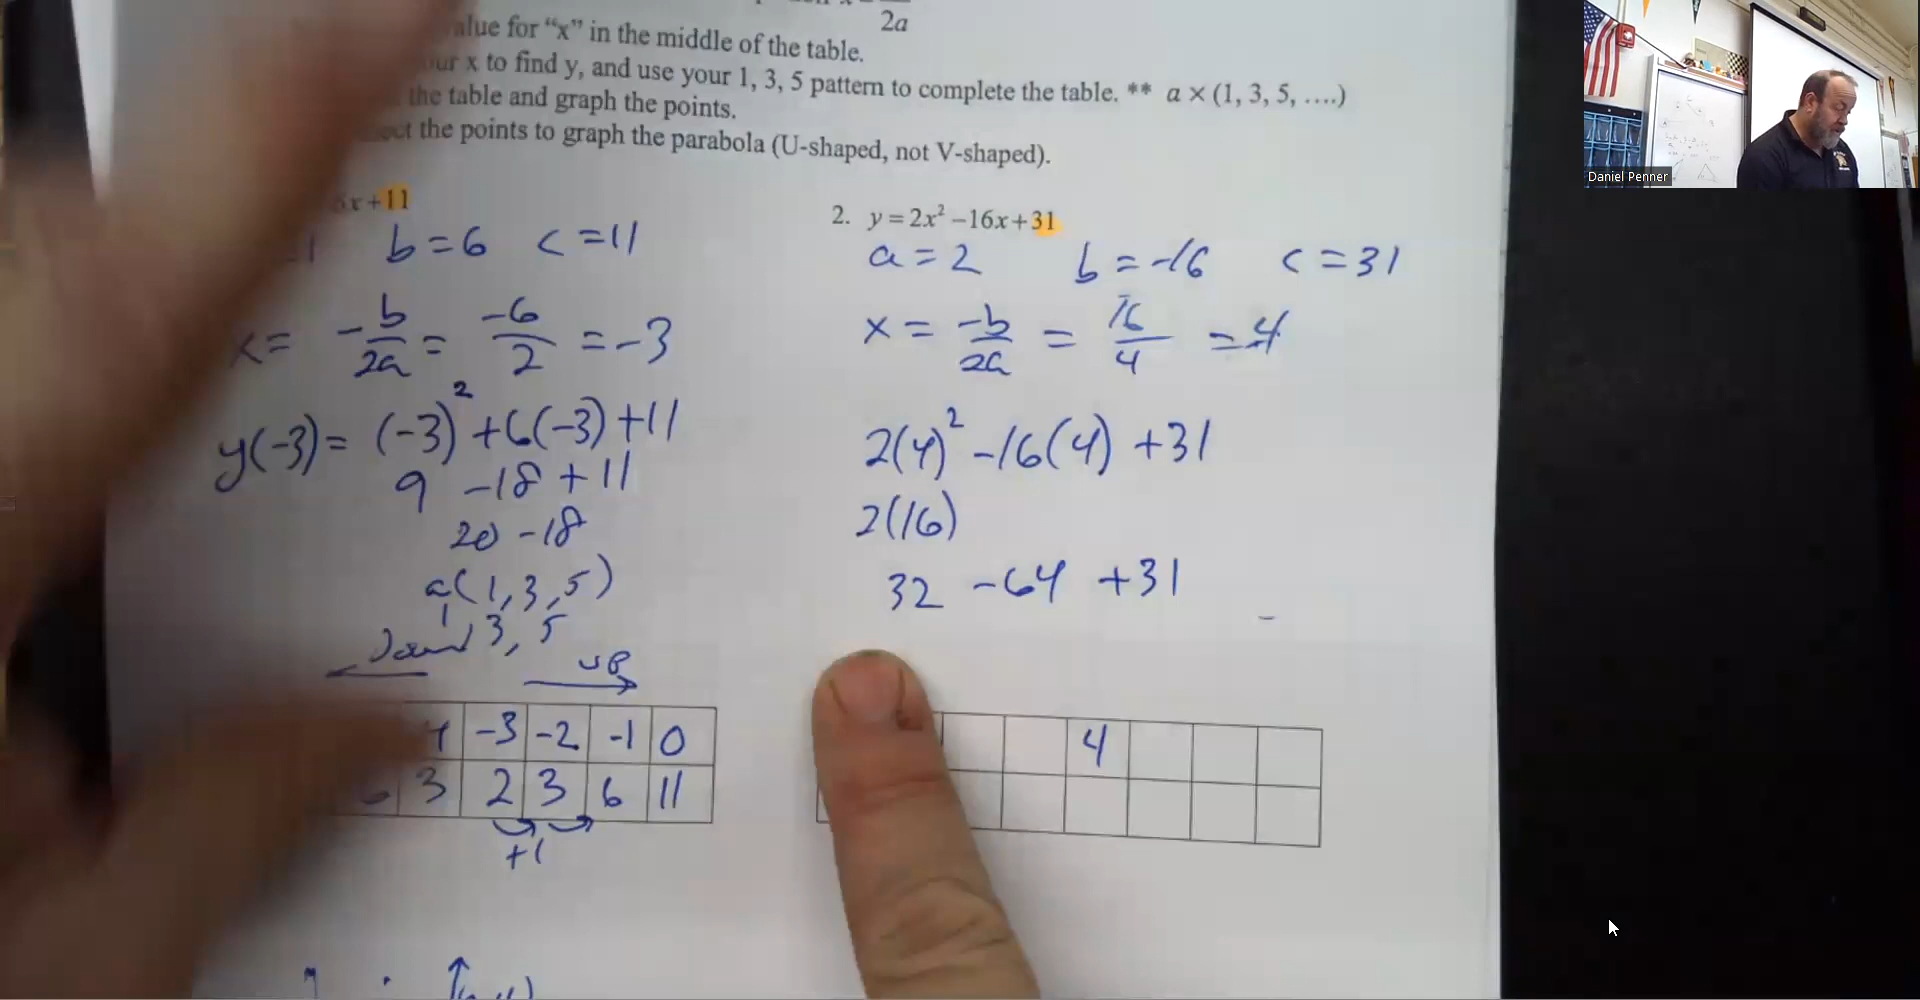 2a
value for “x” in the middle of the table.
x to find y, and use your 1, 3, 5 pattern to complete the table. ** a × (1, 3, 5, ....)
the table and graph the points.
the points to graph the parabola (U-shaped, not V-shaped).
Daniel Penner
x+11
b=6 c=11
x= -b/2a = -6/2 = -3
y(-3)= (-3)² +6(-3) +11
9 -18 +11
20 -18
a(1,3,5)
1 3, 5
Down
UP
-3 -2 -1 0
3 2 3 6 11
+1
2. y=2x²-16x+31
a=2 b=-16 c=31
x= -b/2a = 16/4 = 4
2(4)² -16(4) +31
2(16)
32 -64 +31
4